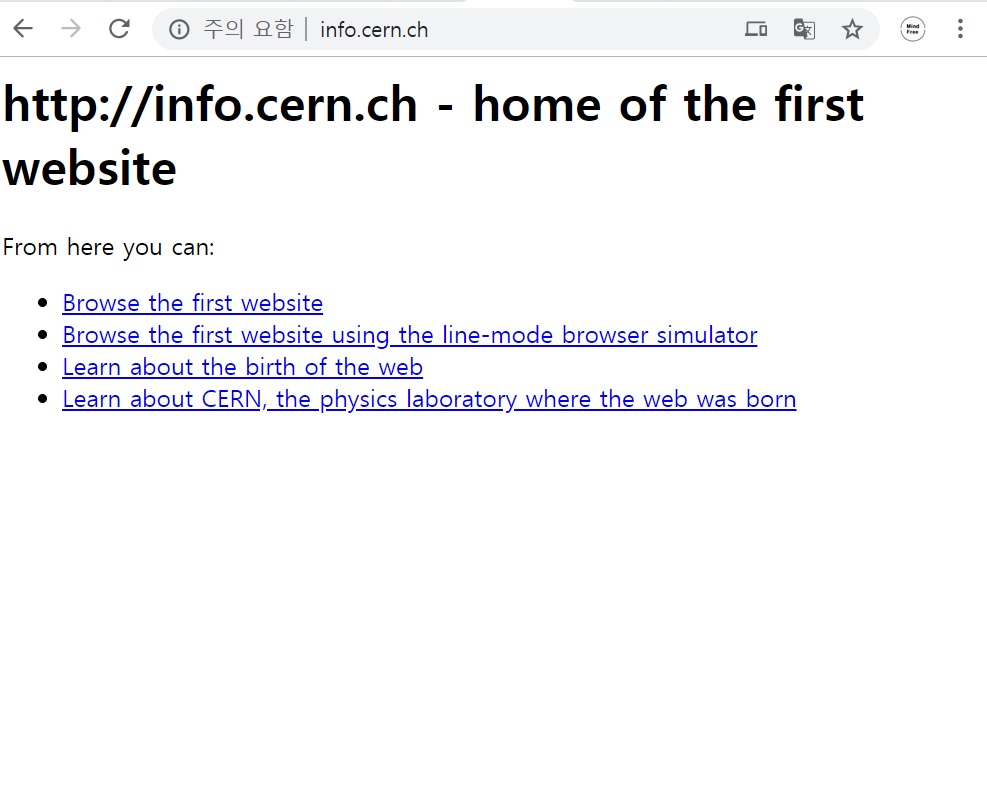 주의 요함 | info.cern.ch
Mind
Free
http://info.cern.ch - home of the first
website
From here you can:
• Browse the first website
• Browse the first website using the line-mode browser simulator
• Learn about the birth of the web
• Learn about CERN, the physics laboratory where the web was born